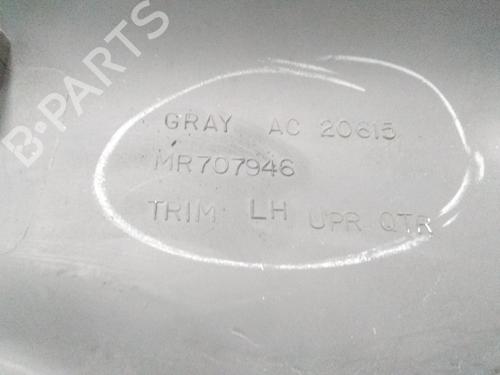 B-PARTS
GRAY AC 20615
MR707946
TRIM LH UPR QTR